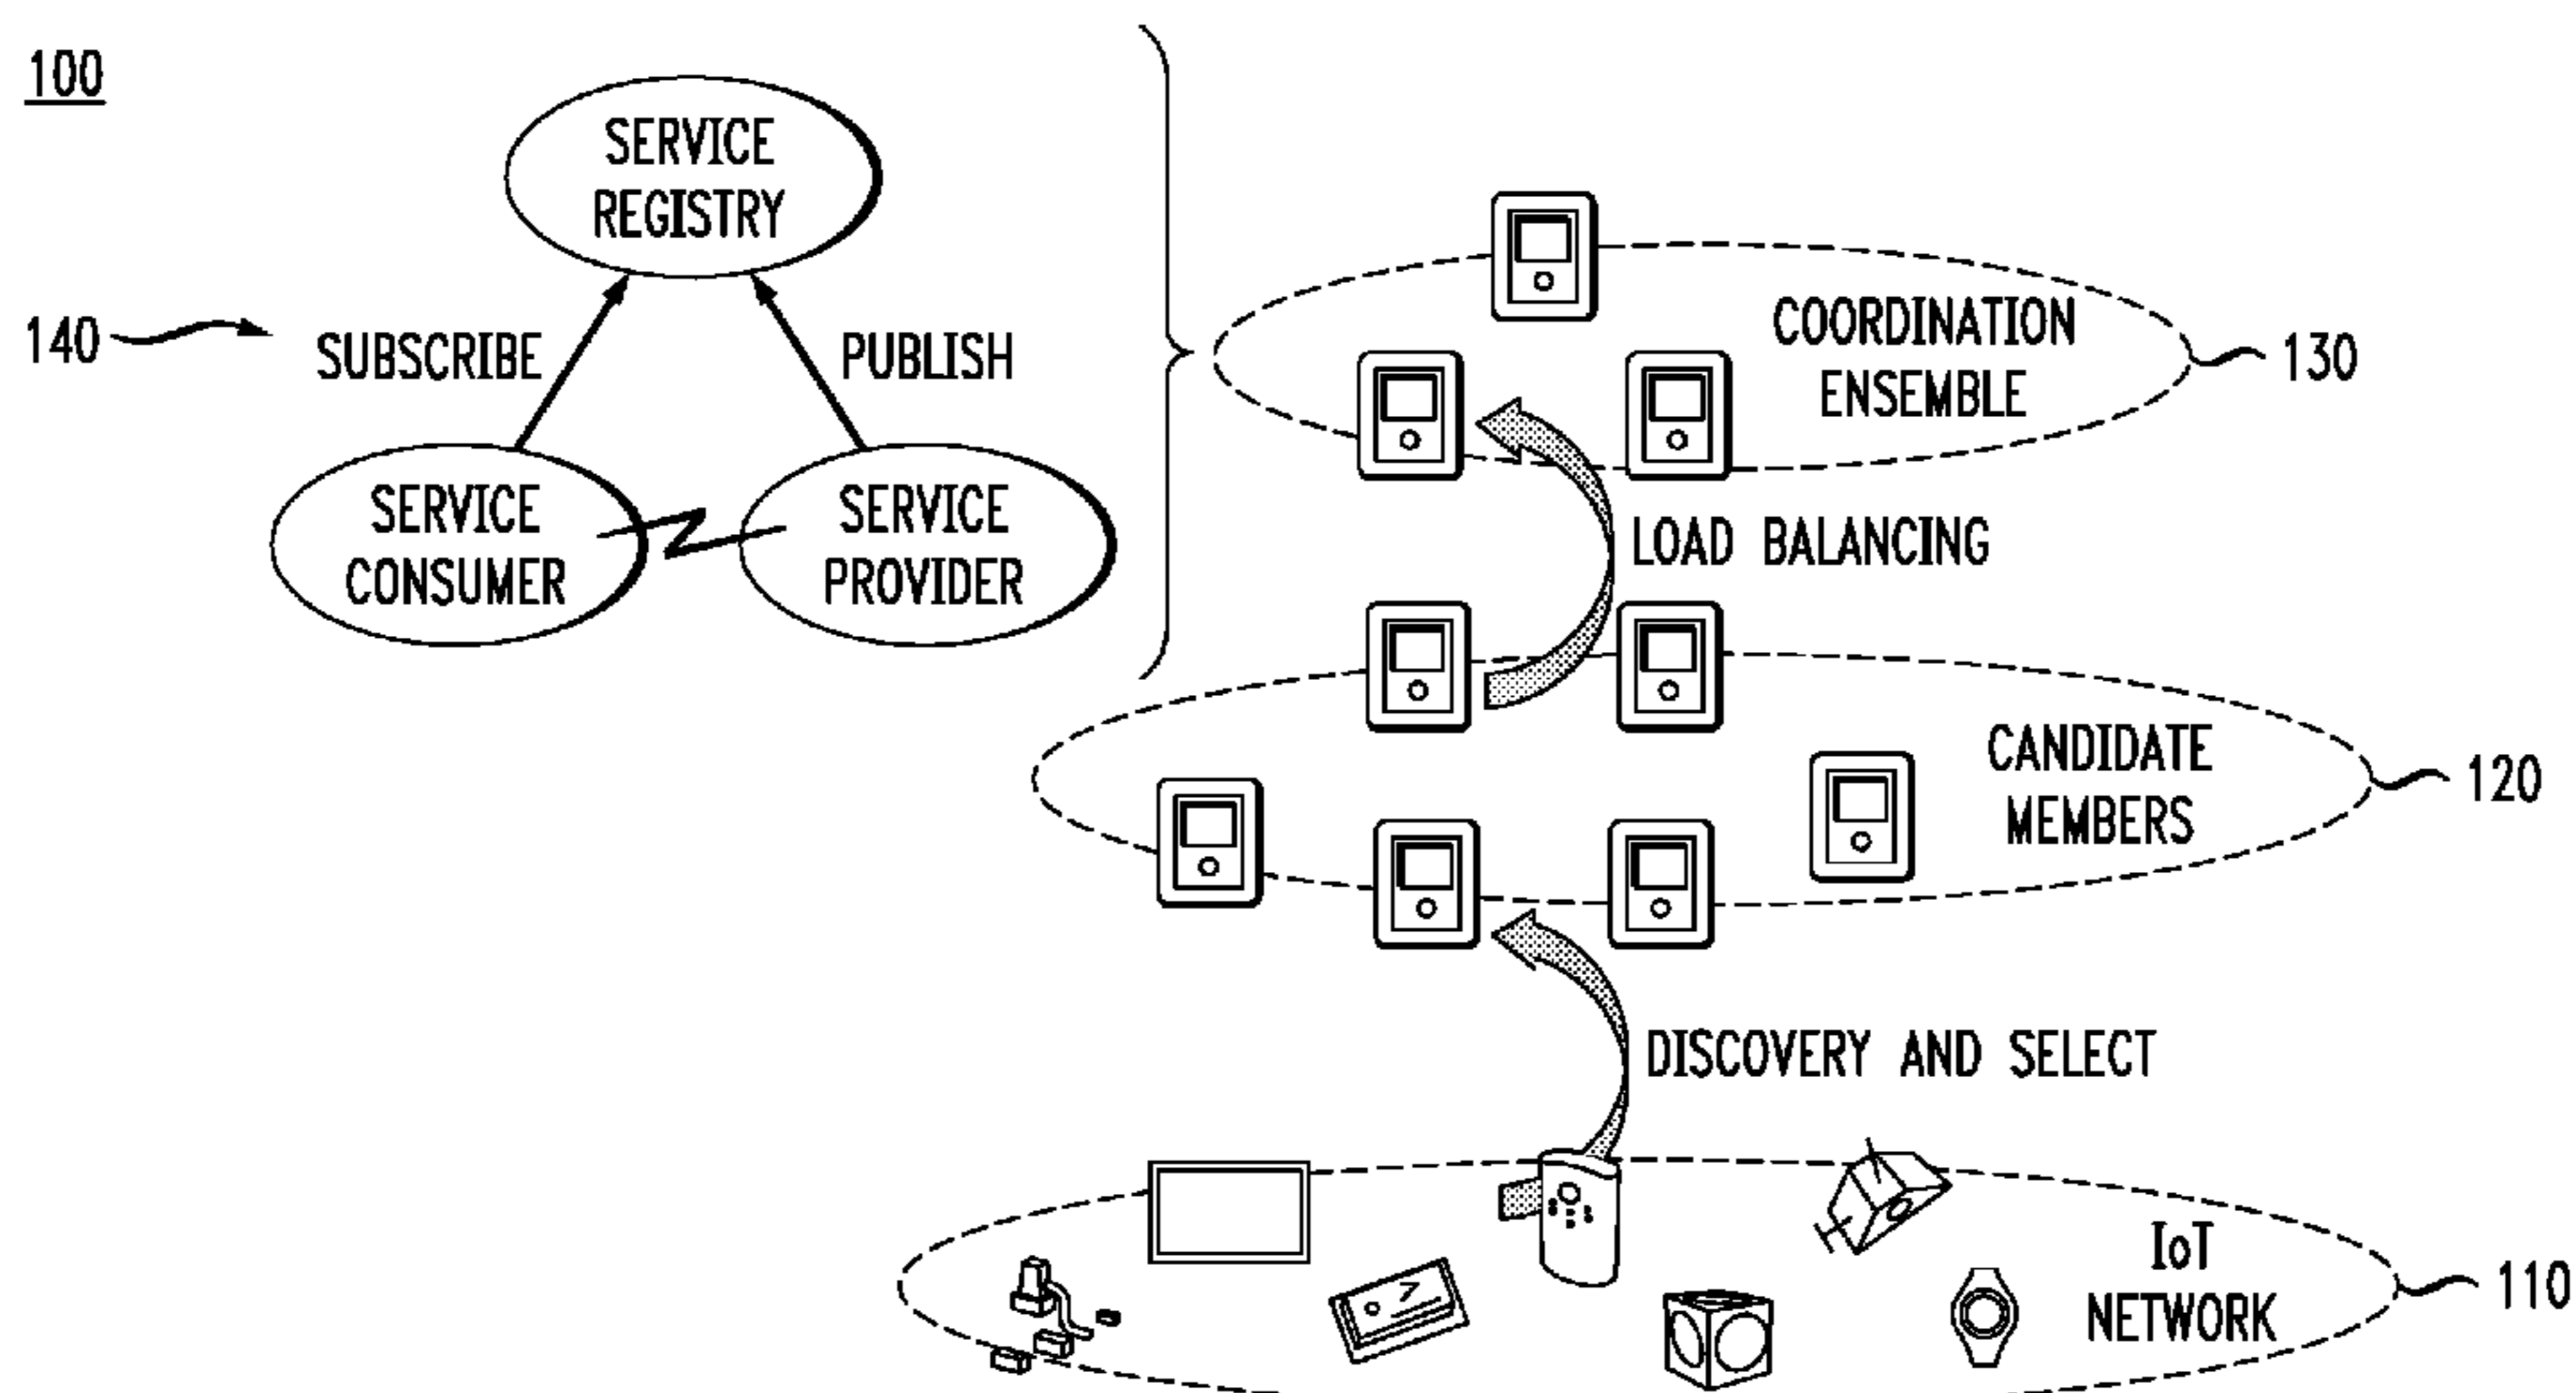 100
SERVICE
REGISTRY
140
SUBSCRIBE
PUBLISH
SERVICE
CONSUMER
SERVICE
PROVIDER
COORDINATION
ENSEMBLE
130
LOAD BALANCING
CANDIDATE
MEMBERS
120
DISCOVERY AND SELECT
IoT
NETWORK
110